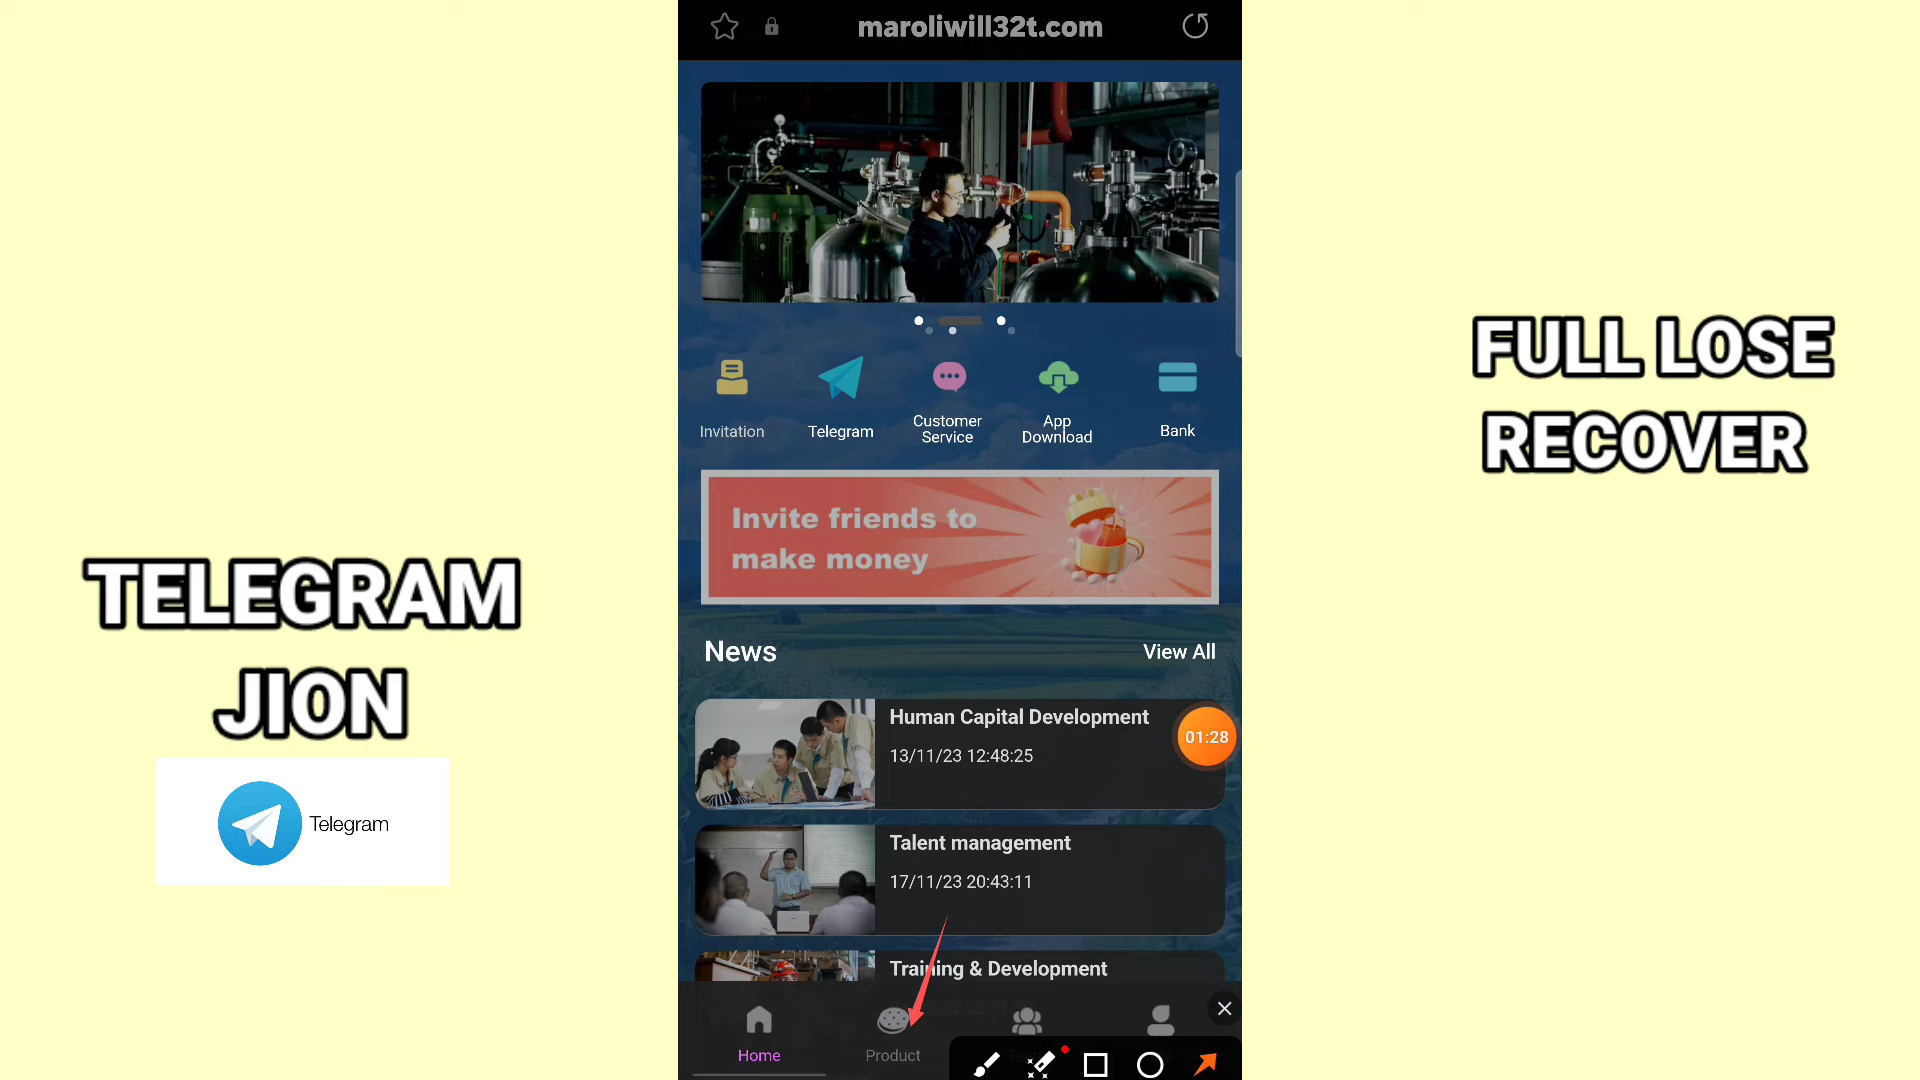 maroliwill32t.com
Invitation
Telegram
Customer
Service
App
Download
Bank
Invite friends to
make money
News
View All
Human Capital Development
13/11/23 12:48:25
01:28
Talent management
17/11/23 20:43:11
Training & Development
Home
Product
TELEGRAM
JION
Telegram
FULL LOSE
RECOVER